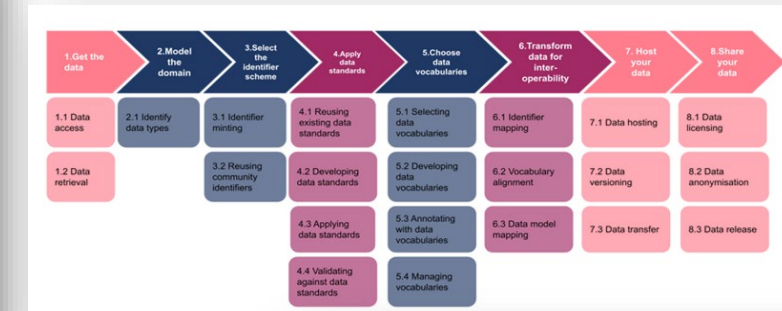 1.Get the
data
2.Model
the
domain
3.Select
the
identifier
scheme
4.Apply
data
standards
5.Choose
data
vocabularies
6.Transform
data for
inter-
operability
7. Host
your
data
8.Share
your
data
1.1 Data
access
1.2 Data
retrieval
2.1 Identify
data types
3.1 Identifier
minting
3.2 Reusing
community
identifiers
4.1 Reusing
existing data
standards
4.2 Developing
data standards
4.3 Applying
data standards
4.4 Validating
against data
standards
5.1 Selecting
data
vocabularies
5.2 Developing
data
vocabularies
5.3 Annotating
with data
vocabularies
5.4 Managing
vocabularies
6.1 Identifier
mapping
6.2 Vocabulary
alignment
6.3 Data model
mapping
7.1 Data hosting
7.2 Data
versioning
7.3 Data transfer
8.1 Data
licensing
8.2 Data
anonymisation
8.3 Data release